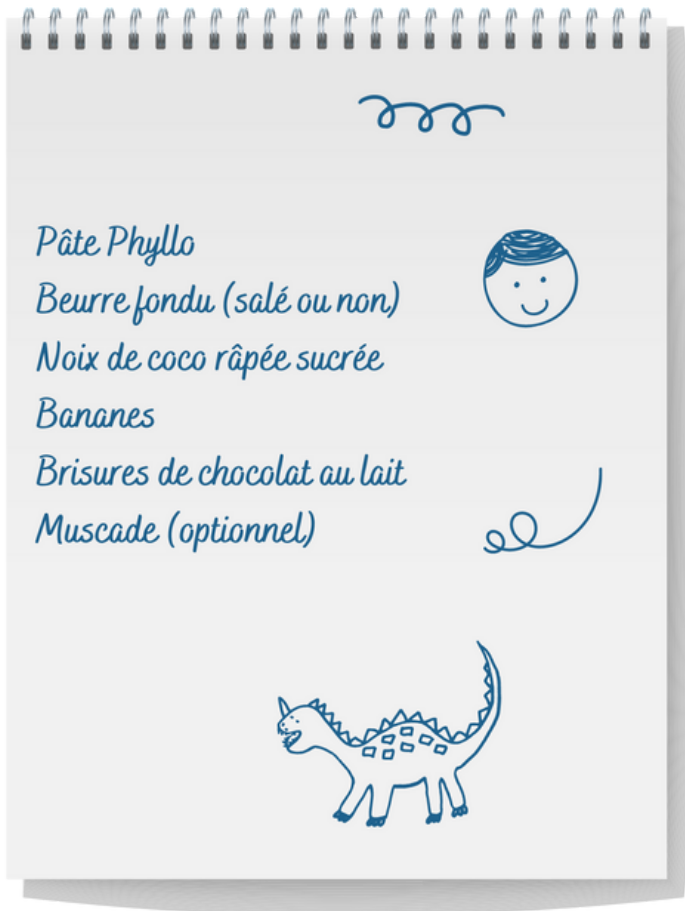 Pâte Phyllo
Beurre fondu (salé ou non)
Noix de coco râpée sucrée
Bananes
Brisures de chocolat au lait
Muscade (optionnel)